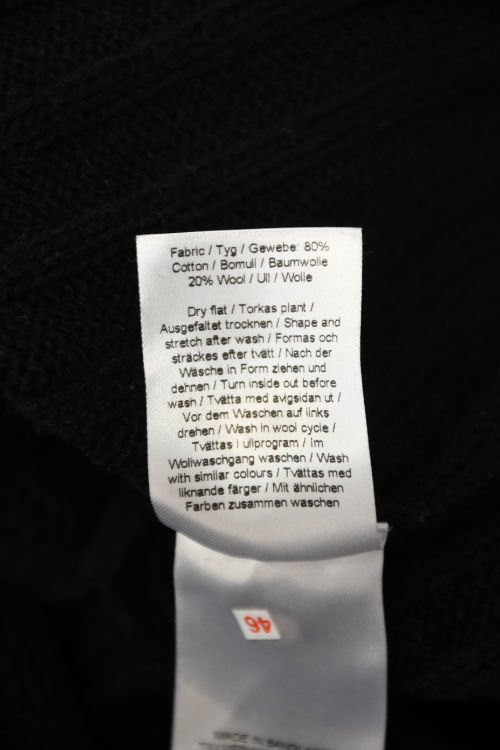 Fabric / Tyg / Gewebe: 80%
Cotton / Bomull / Baumwolle
20% Wool / Ull / Wolle
Dry flat / Torkas plant /
Ausgefaltet trocknen / Shape and
stretch after wash / Formas och
sträckes efter tvätt / Nach der
Wäsche in Form ziehen und
dehnen / Turn inside out before
wash / Tvätta med avigsidan ut /
Vor dem Waschen auf links
drehen / Wash in wool cycle /
Tvättas I ullprogram / Im
Wollwaschgang waschen / Wash
with similar colours / Tvättas med
liknande färger / Mit ähnlichen
Farben zusammen waschen
46
MADE IN